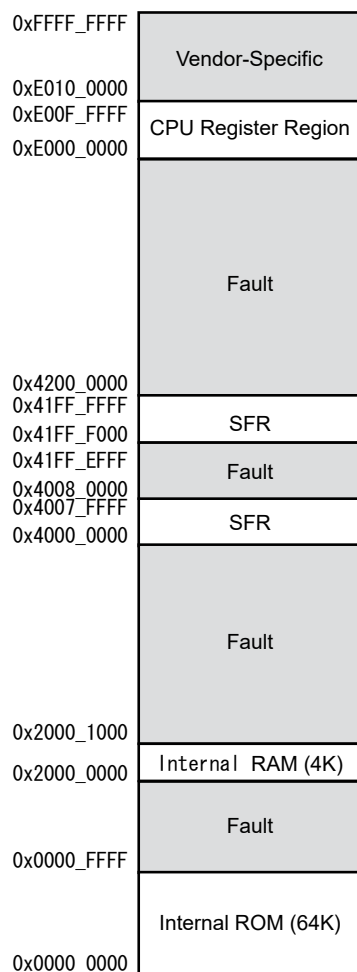 0xFFFF_FFFF
Vendor-Specific
0xE010_0000
0xE00F_FFFF
CPU Register Region
0xE000_0000
Fault
0x4200_0000
0x41FF_FFFF
SFR
0x41FF_F000
0x41FF_EFFF
Fault
0x4008_0000
0x4007_FFFF
SFR
0x4000_0000
Fault
0x2000_1000
Internal RAM (4K)
0x2000_0000
Fault
0x0000_FFFF
Internal ROM (64K)
0x0000_0000